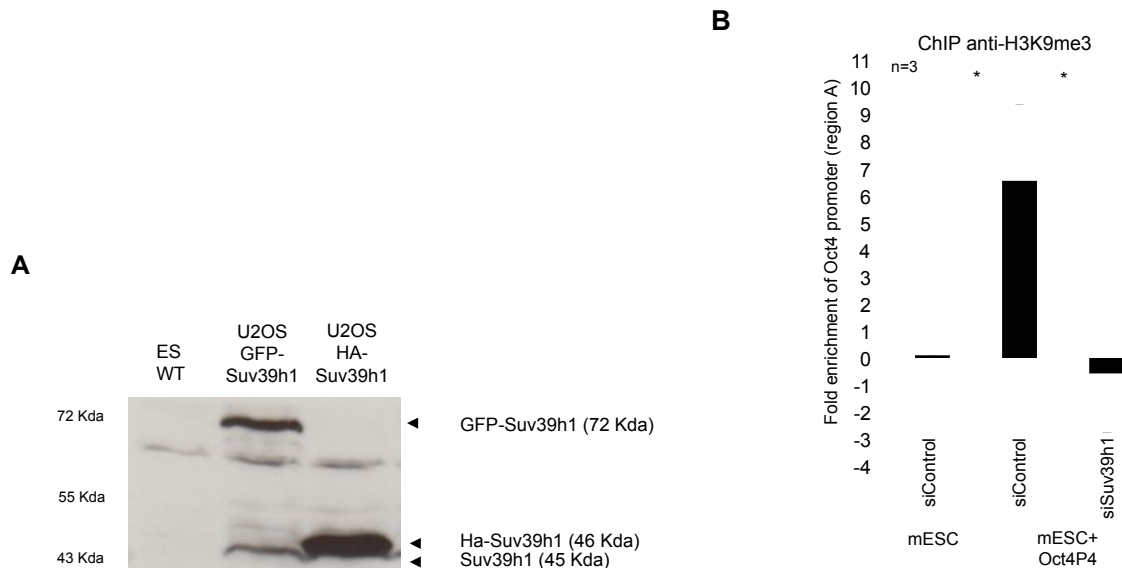 A
ES
WT
U2OS
GFP-
Suv39h1
U2OS
HA-
Suv39h1
72 Kda
55 Kda
43 Kda
GFP-Suv39h1 (72 Kda)
Ha-Suv39h1 (46 Kda)
Suv39h1 (45 Kda)
B
ChIP anti-H3K9me3
n=3
*
*
Fold enrichment of Oct4 promoter (region A)
11
10
9
8
7
6
5
4
3
2
1
0
-1
-2
-3
-4
siControl
siControl
siSuv39h1
mESC
mESC+
Oct4P4